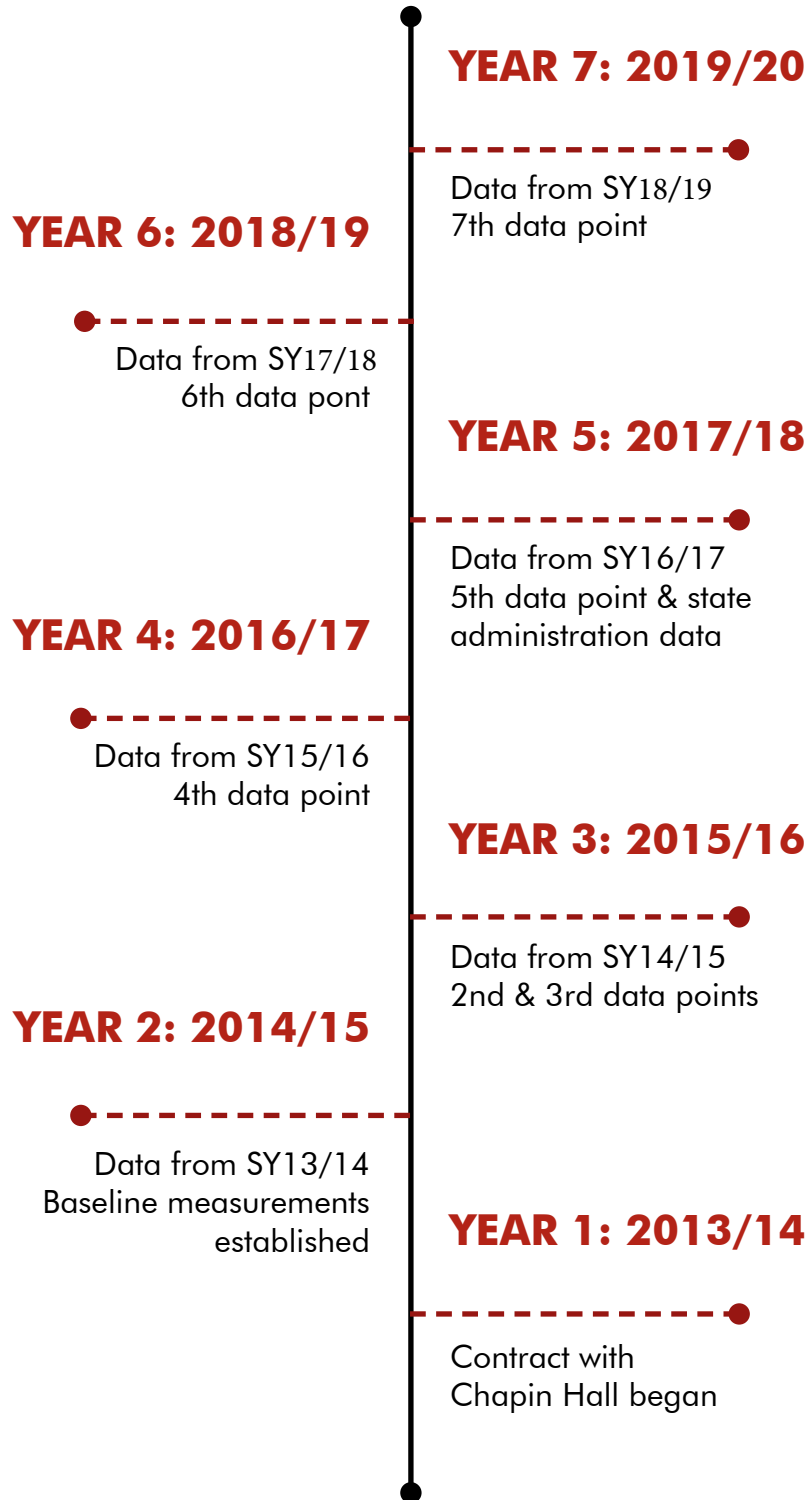 YEAR 7: 2019/20
Data from SY18/19
7th data point
YEAR 6: 2018/19
Data from SY17/18
6th data pont
YEAR 5: 2017/18
Data from SY16/17
5th data point & state
administration data
YEAR 4: 2016/17
Data from SY15/16
4th data point
YEAR 3: 2015/16
Data from SY14/15
2nd & 3rd data points
YEAR 2: 2014/15
Data from SY13/14
Baseline measurements
established
YEAR 1: 2013/14
Contract with
Chapin Hall began